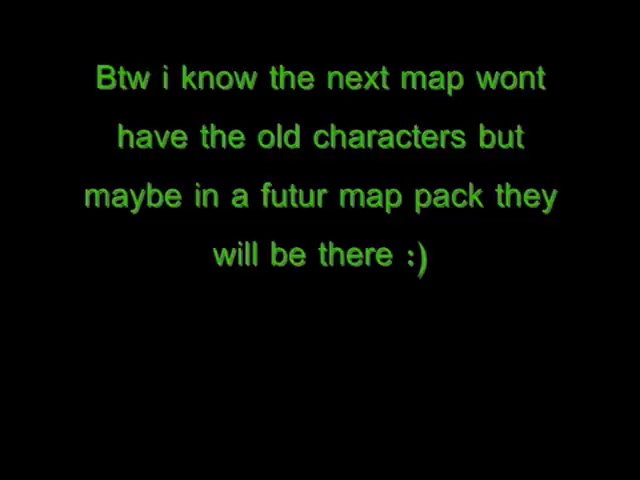 Btw i know the next map wont
have the old characters but
maybe in a futur map pack they
will be there :)